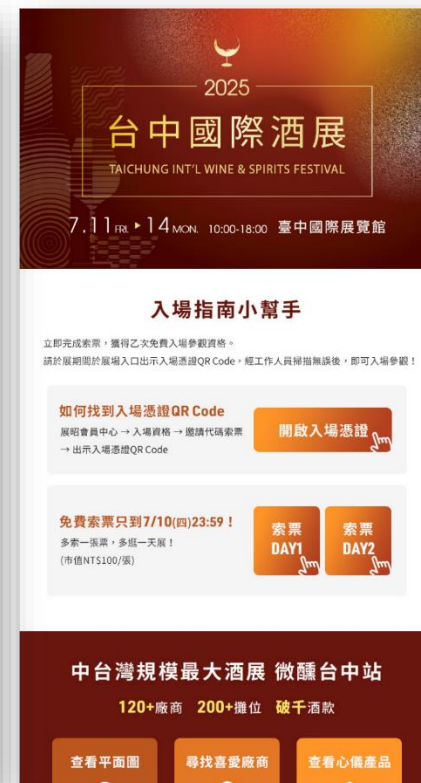 2025
台中國際酒展
TAICHUNG INT'L WINE & SPIRITS FESTIVAL
7.11 FRI. ▸ 14 MON. 10:00-18:00 臺中國際展覽館
入場指南小幫手
立即完成索票，獲得乙次免費入場參觀資格。
請於展期間於展場入口出示入場憑證QR Code，經工作人員掃描無誤後，即可入場參觀！
如何找到入場憑證QR Code
展昭會員中心 → 入場資格 → 邀請代碼索票
→ 出示入場憑證QR Code
開啟入場憑證
免費索票只到7/10(四)23:59！
多索一張票，多逛一天展！
(市值NT$100/張)
索票
DAY1
索票
DAY2
中台灣規模最大酒展 微醺台中站
120+廠商 200+攤位 破千酒款
查看平面圖
尋找喜愛廠商
查看心儀產品